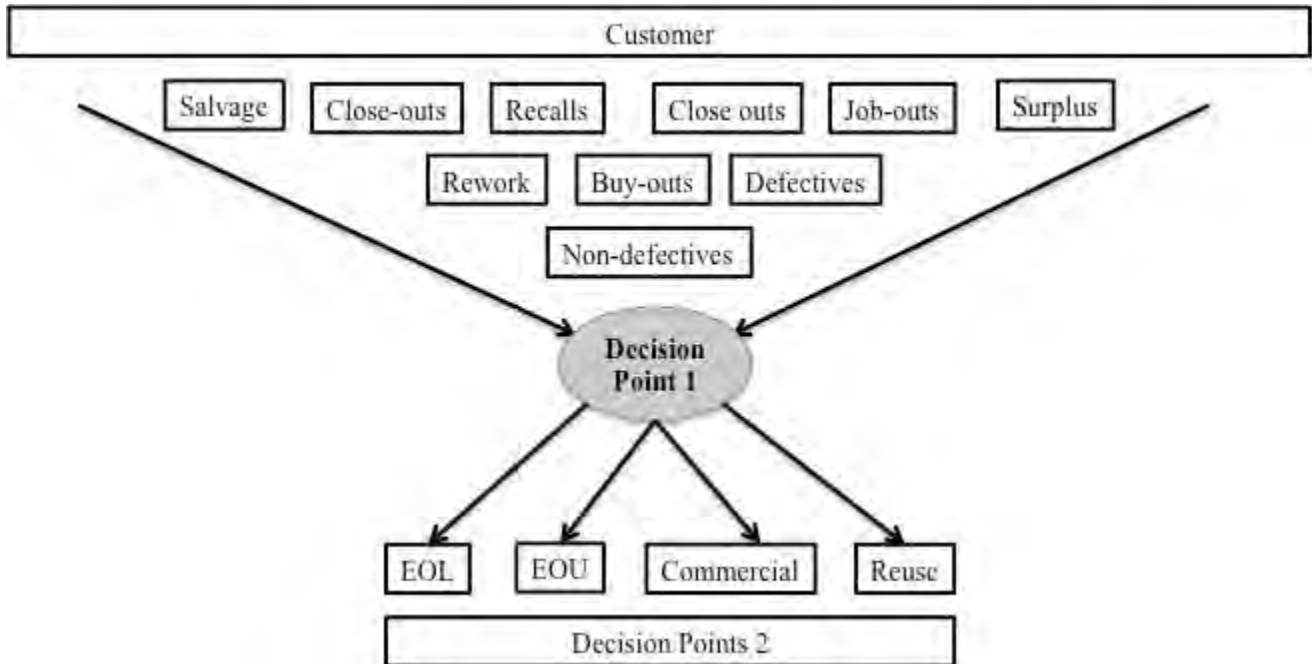 Customer
Salvage
Close-outs
Recalls
Close outs
Job-outs
Surplus
Rework
Buy-outs
Defectives
Non-defectives
Decision
Point 1
EOL
EOU
Commercial
Reuse
Decision Points 2